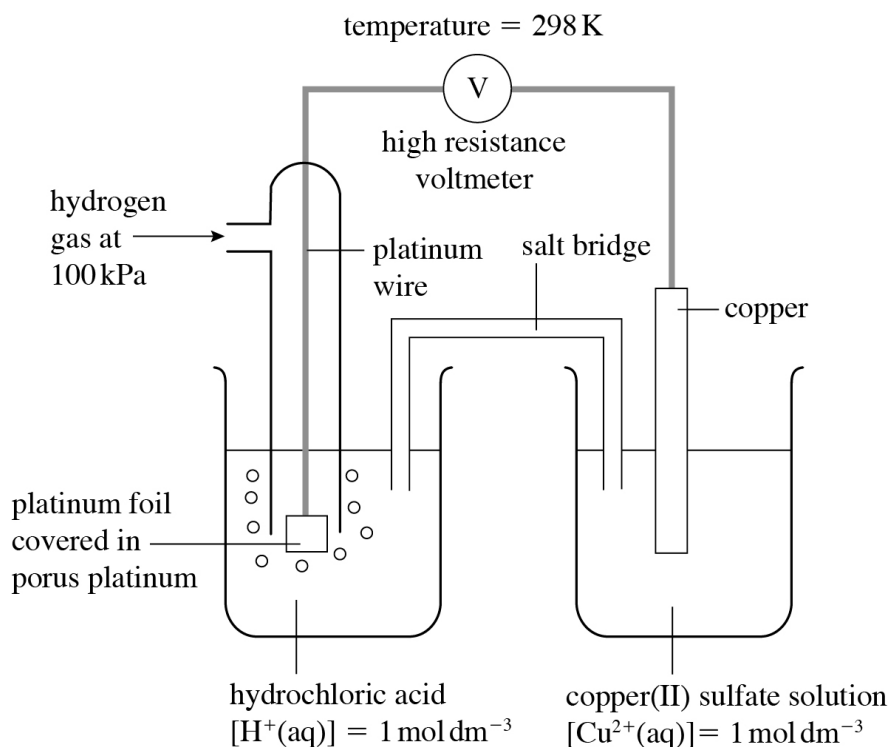 temperature = 298 K
V
high resistance
voltmeter
hydrogen
gas at
100 kPa
platinum
wire
salt bridge
copper
platinum foil
covered in
porus platinum
hydrochloric acid
[H⁺(aq)] = 1 mol dm⁻³
copper(II) sulfate solution
[Cu²⁺(aq)] = 1 mol dm⁻³